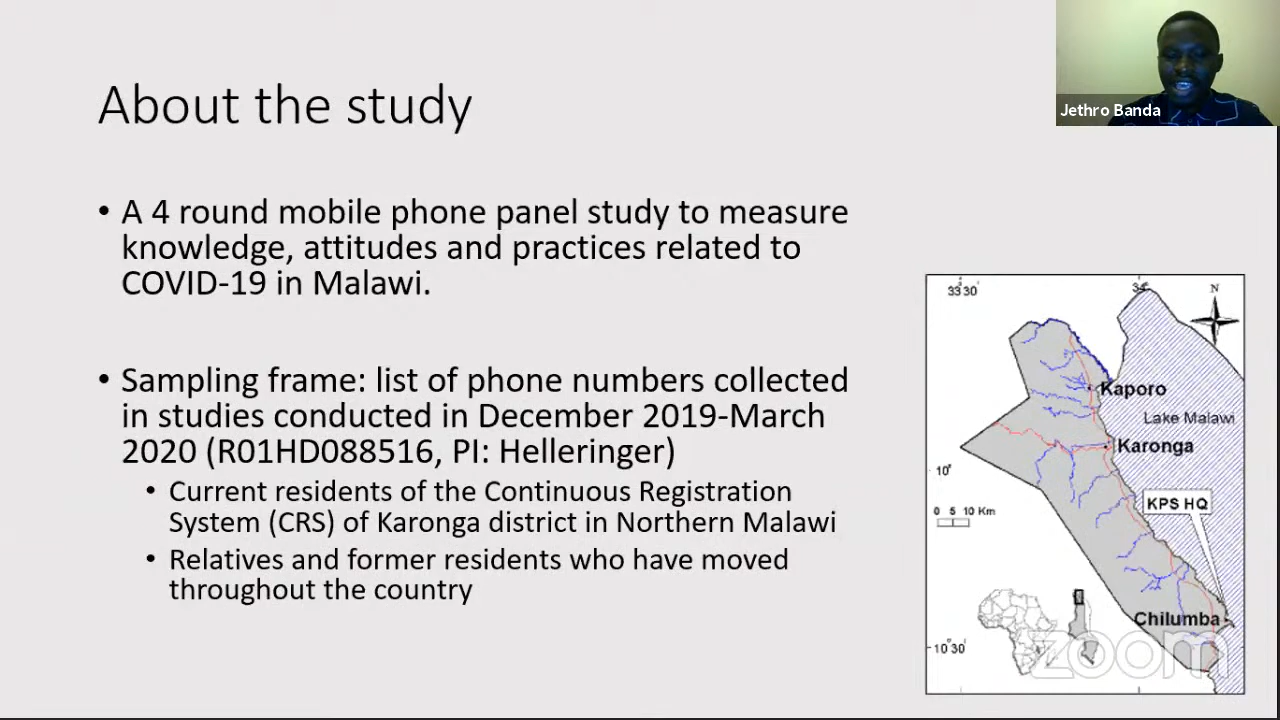 About the study
Jethro Banda
• A 4 round mobile phone panel study to measure
knowledge, attitudes and practices related to
COVID-19 in Malawi.
• Sampling frame: list of phone numbers collected
in studies conducted in December 2019-March
2020 (R01HD088516, PI: Helleringer)
• Current residents of the Continuous Registration
System (CRS) of Karonga district in Northern Malawi
• Relatives and former residents who have moved
throughout the country
33°30'
34°
N
Kaporo
Lake Malawi
Karonga
10°
KPS HQ
0 5 10 Km
Chilumba
10°30'
zoom